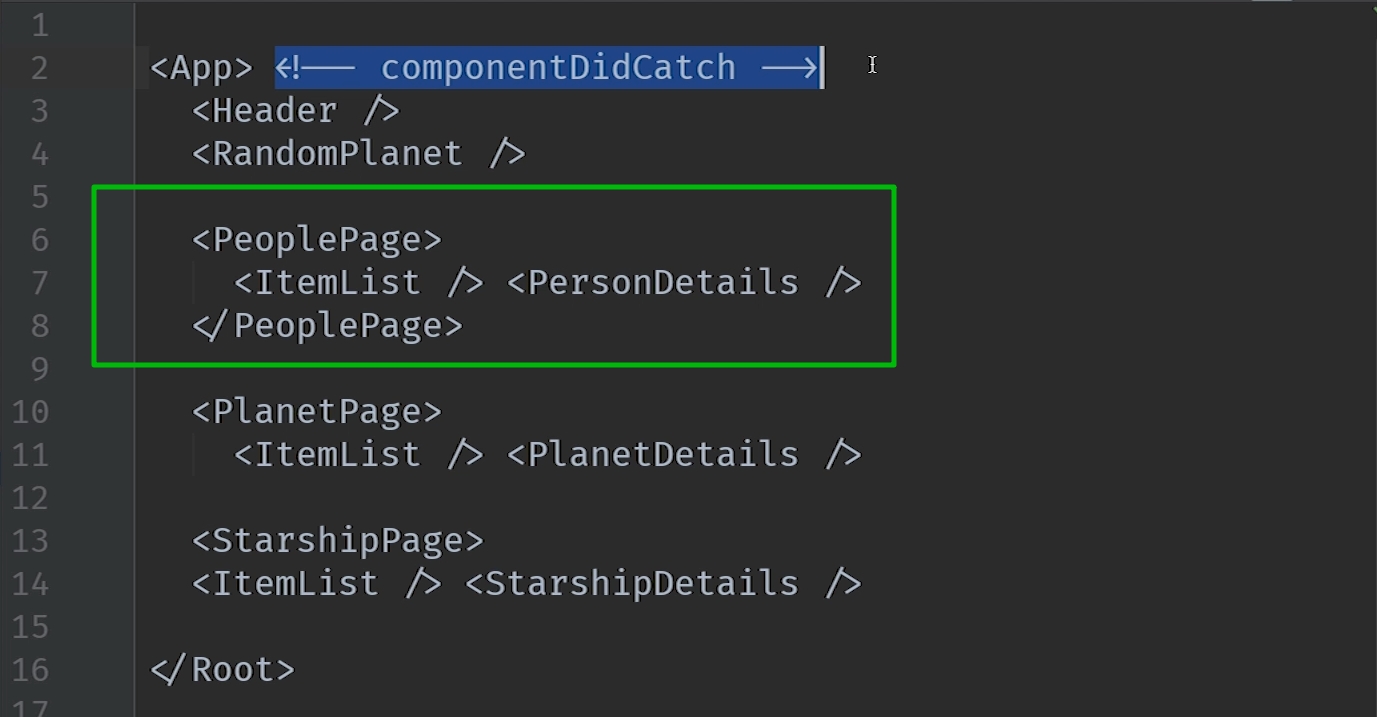 1
2 <App> <!-- componentDidCatch -->
3 <Header />
4 <RandomPlanet />
5
6 <PeoplePage>
7 <ItemList /> <PersonDetails />
8 </PeoplePage>
9
10 <PlanetPage>
11 <ItemList /> <PlanetDetails />
12
13 <StarshipPage>
14 <ItemList /> <StarshipDetails />
15
16 </Root>
17